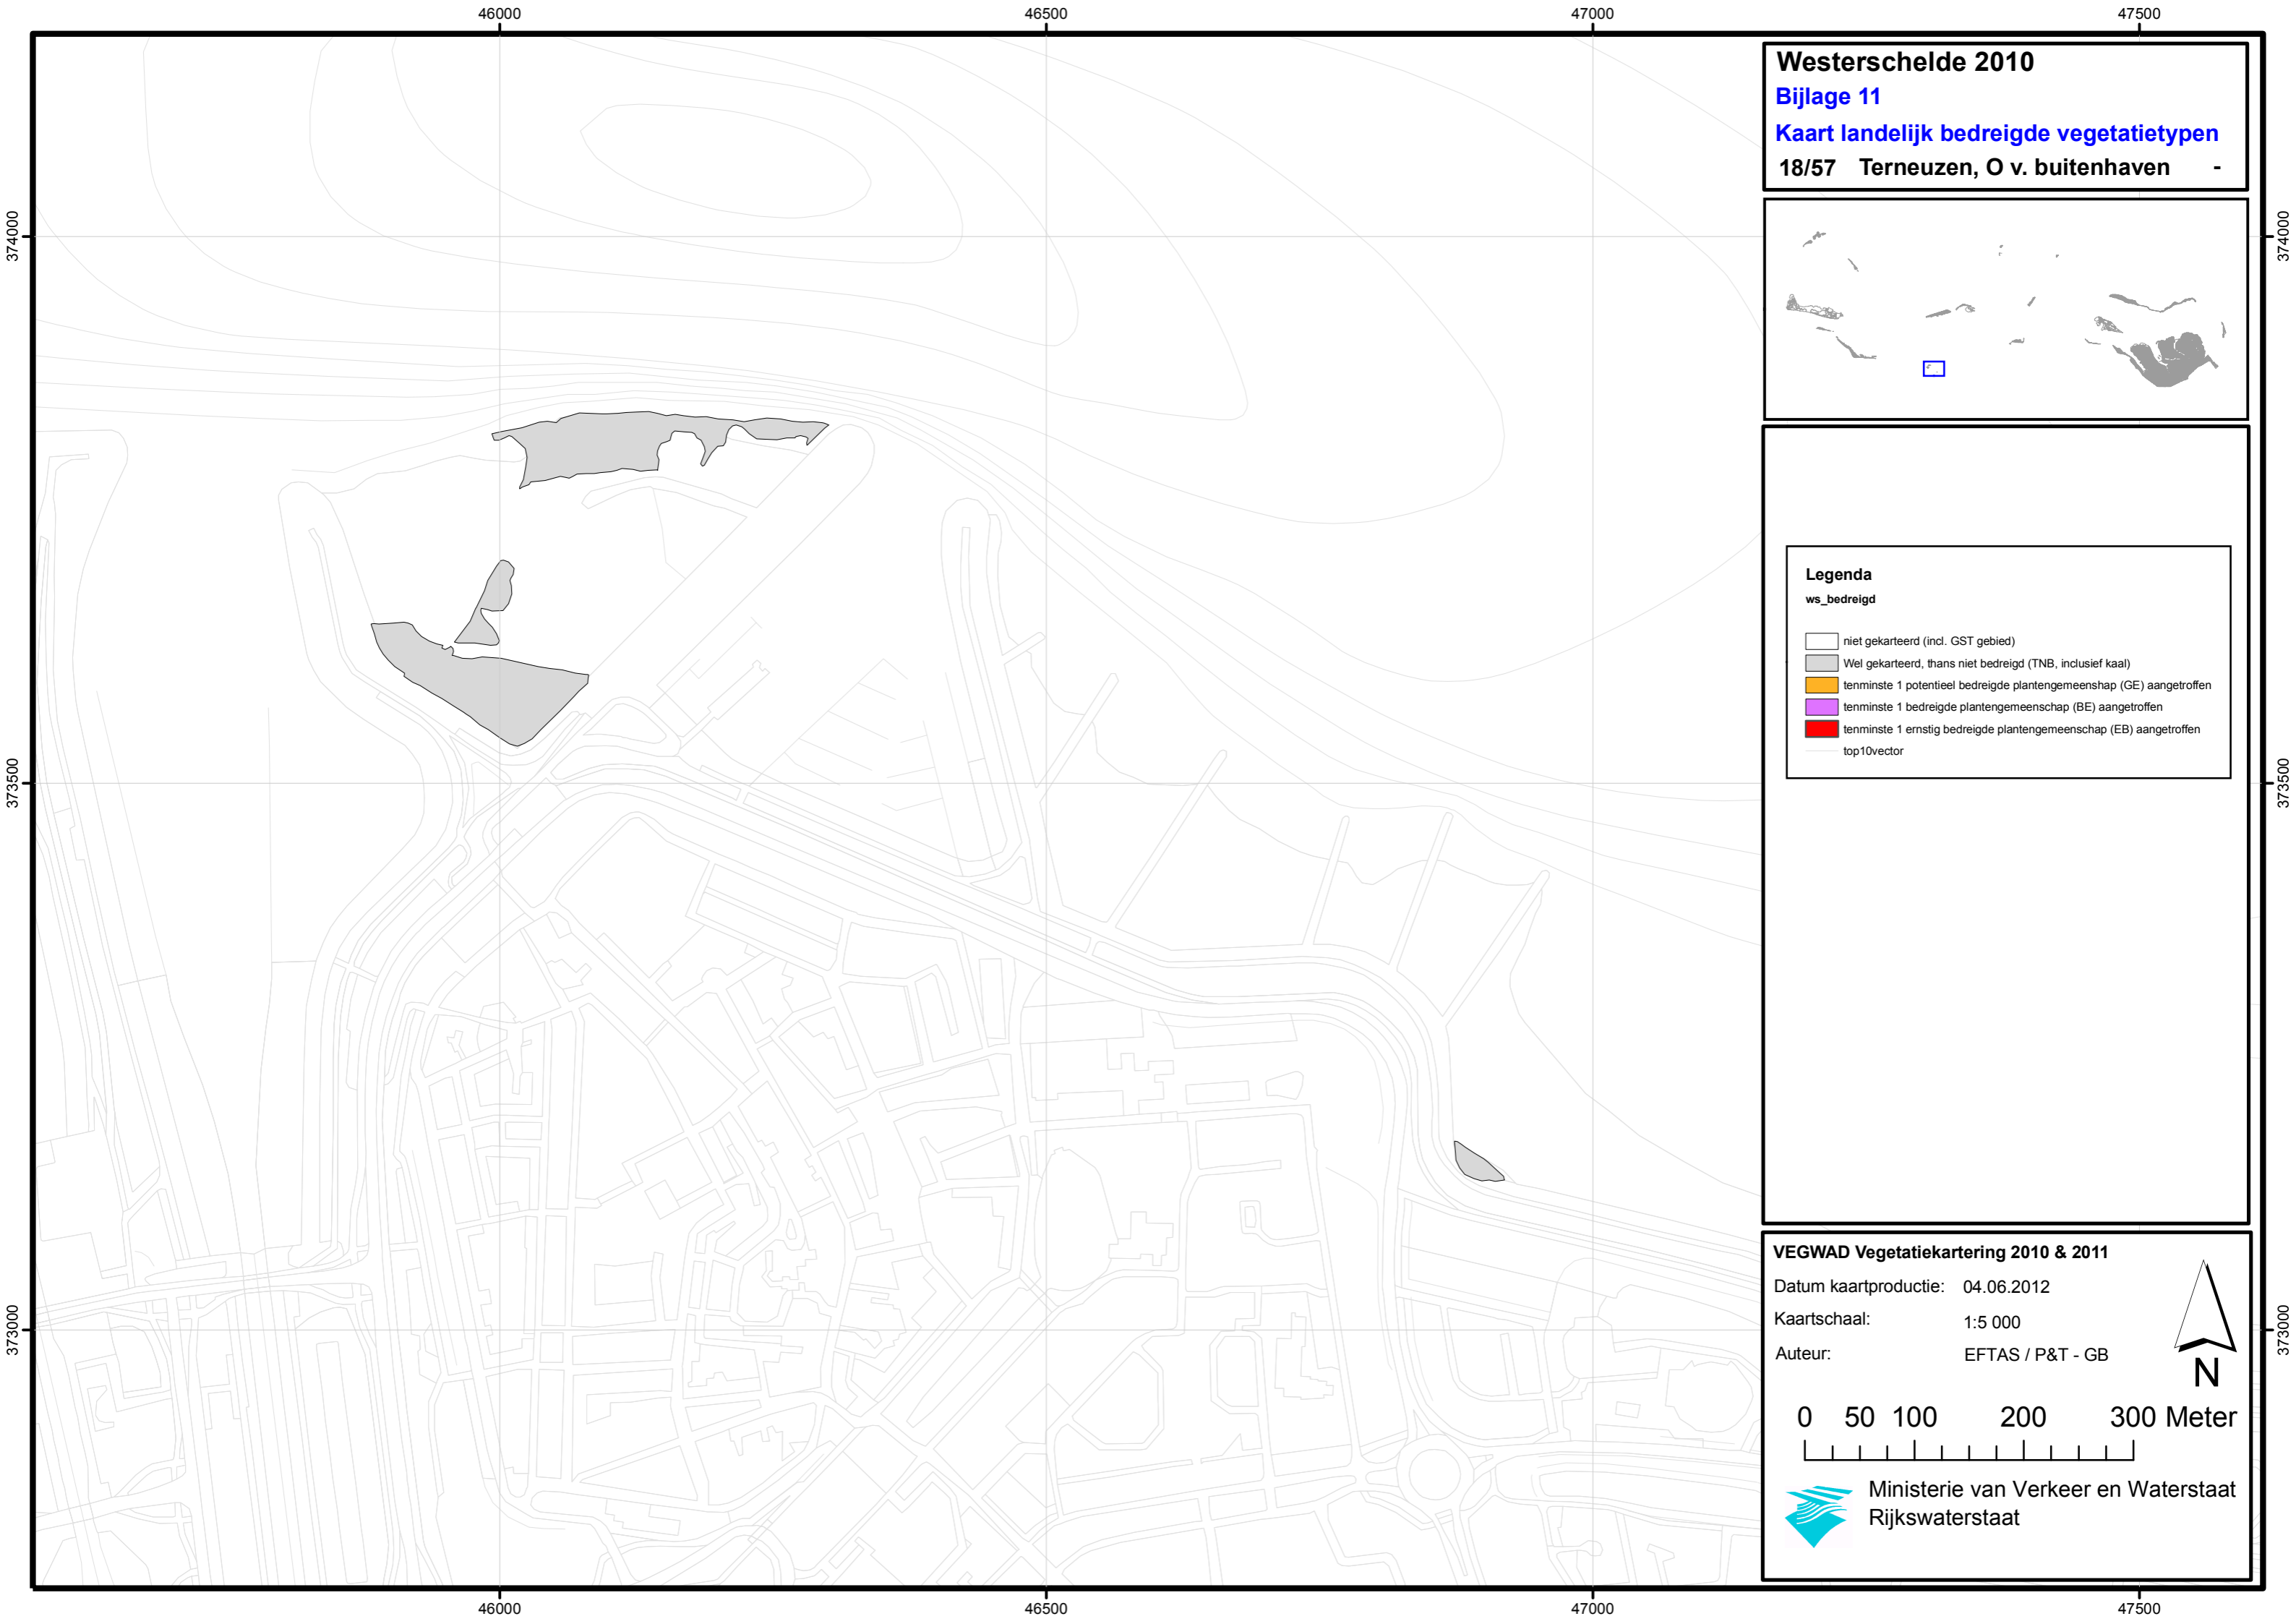 46000 46500 47000 47500
Westerschelde 2010
Bijlage 11
Kaart landelijk bedreigde vegetatietypen
18/57 Terneuzen, O v. buitenhaven -
374000 374000
Legenda
ws_bedreigd
niet gekarteerd (incl. GST gebied)
Wel gekarteerd, thans niet bedreigd (TNB, inclusief kaal)
tenminste 1 potentieel bedreigde plantengemeenshap (GE) aangetroffen
tenminste 1 bedreigde plantengemeenschap (BE) aangetroffen
tenminste 1 ernstig bedreigde plantengemeenschap (EB) aangetroffen
top10vector
373500 373500
VEGWAD Vegetatiekartering 2010 & 2011
Datum kaartproductie: 04.06.2012
Kaartschaal: 1:5 000
Auteur: EFTAS / P&T - GB
N
373000 373000
0 50 100 200 300 Meter
Ministerie van Verkeer en Waterstaat
Rijkswaterstaat
46000 46500 47000 47500